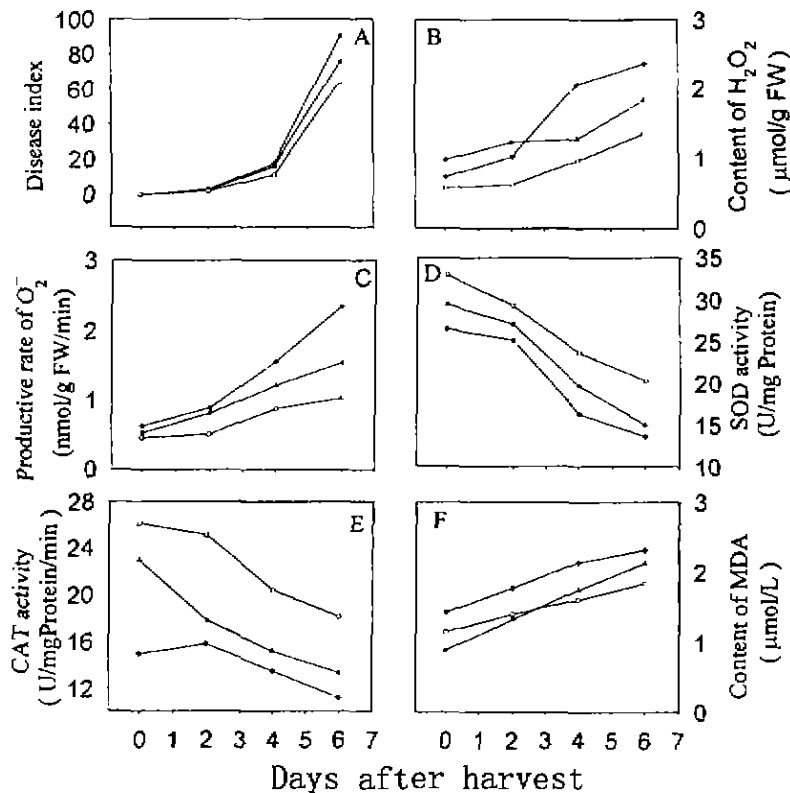 A
100
80
60
40
20
0
Disease index
B
3
2
1
0
Content of H2O2
( μmol/g FW)
C
3
2
1
0
Productive rate of O2−
(nmol/g FW/min)
D
35
30
25
20
15
10
SOD activity
(U/mg Protein)
E
28
24
20
16
12
CAT activity
( U/mgProtein/min)
F
3
2
1
0
Content of MDA
( μmol/L )
0 1 2 3 4 5 6 7
0 1 2 3 4 5 6 7
Days after harvest